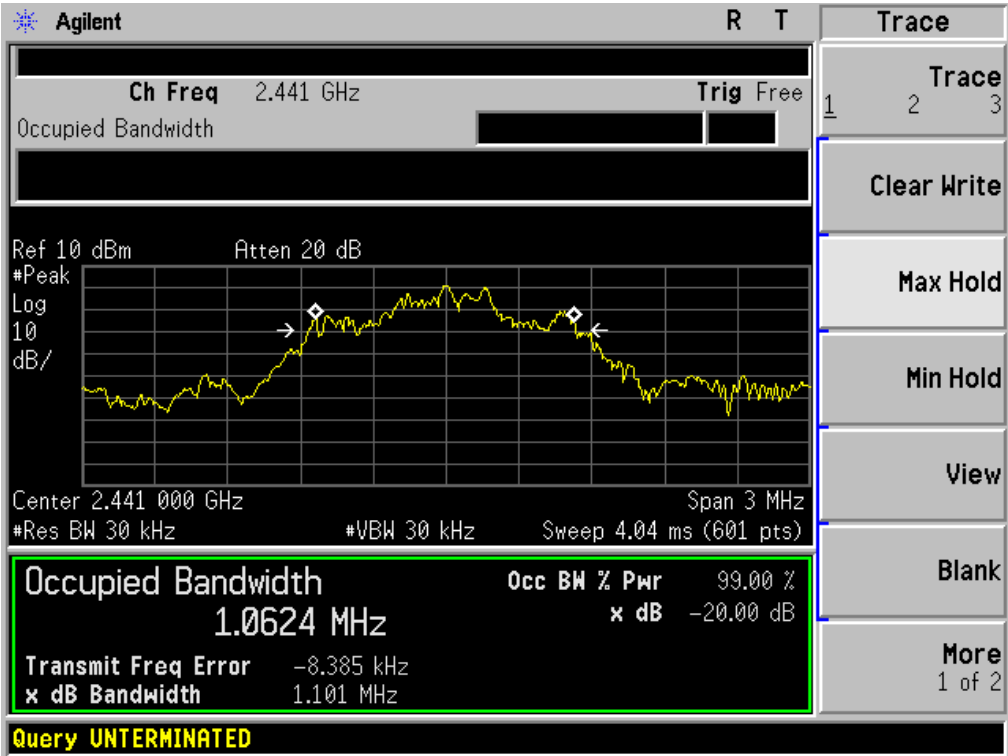 Agilent R T Trace
Ch Freq 2.441 GHz Trig Free
Occupied Bandwidth
Trace
1 2 3
Clear Write
Ref 10 dBm Atten 20 dB
#Peak
Log
10
dB/
Max Hold
Min Hold
View
Center 2.441 000 GHz Span 3 MHz
#Res BW 30 kHz #VBW 30 kHz Sweep 4.04 ms (601 pts)
Occupied Bandwidth Occ BW % Pwr 99.00 %
1.0624 MHz x dB -20.00 dB
Transmit Freq Error -8.385 kHz
x dB Bandwidth 1.101 MHz
Blank
More
1 of 2
Query UNTERMINATED